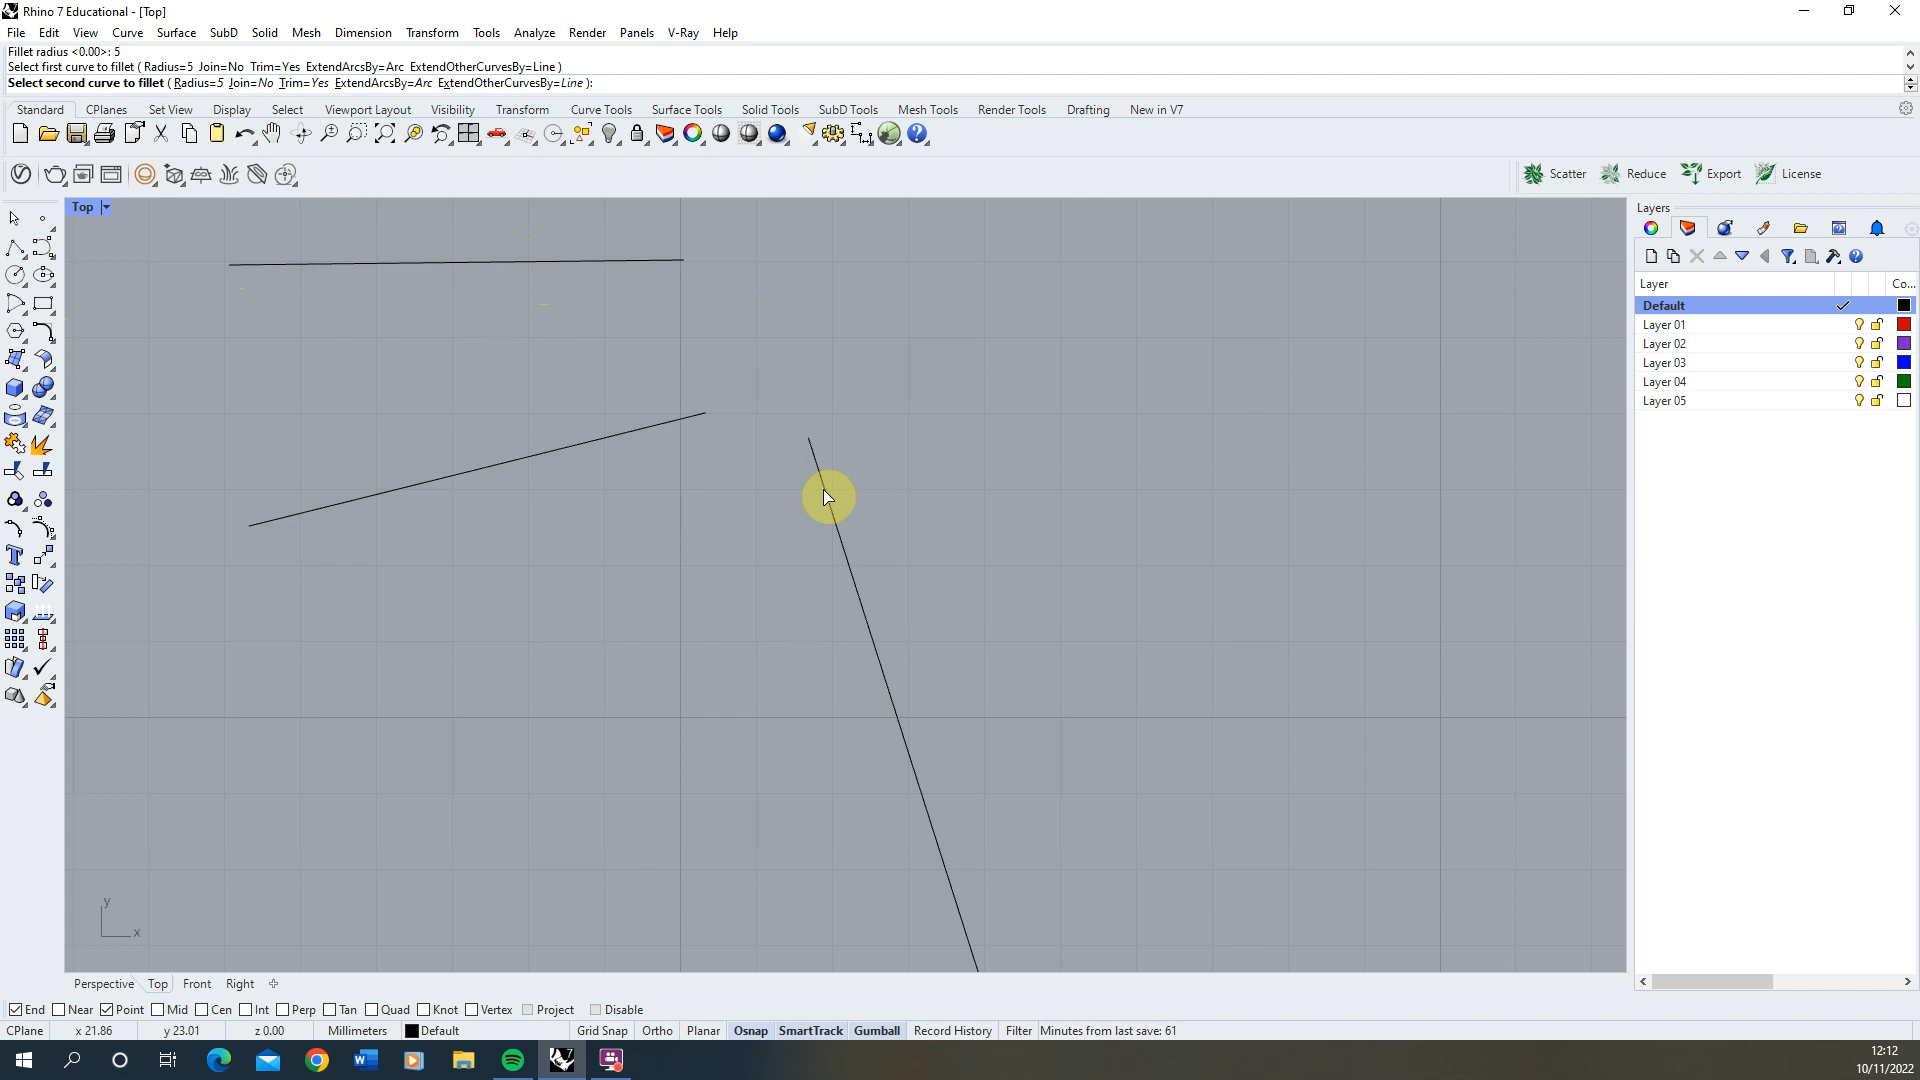 Rhino 7 Educational - [Top]
File Edit View Curve Surface SubD Solid Mesh Dimension Transform Tools Analyze Render Panels V-Ray Help
Fillet radius <0.00>: 5
Select first curve to fillet ( Radius=5 Join=No Trim=Yes ExtendArcsBy=Arc ExtendOtherCurvesBy=Line )
Select second curve to fillet ( Radius=5 Join=No Trim=Yes ExtendArcsBy=Arc ExtendOtherCurvesBy=Line ):
Standard CPlanes Set View Display Select Viewport Layout Visibility Transform Curve Tools Surface Tools Solid Tools SubD Tools Mesh Tools Render Tools Drafting New in V7
Scatter Reduce Export License
Top
Layers
Layer Co...
Default
Layer 01
Layer 02
Layer 03
Layer 04
Layer 05
y
x
Perspective Top Front Right
End Near Point Mid Cen Int Perp Tan Quad Knot Vertex Project Disable
CPlane x 21.86 y 23.01 z 0.00 Millimeters Default Grid Snap Ortho Planar Osnap SmartTrack Gumball Record History Filter Minutes from last save: 61
12:12
10/11/2022